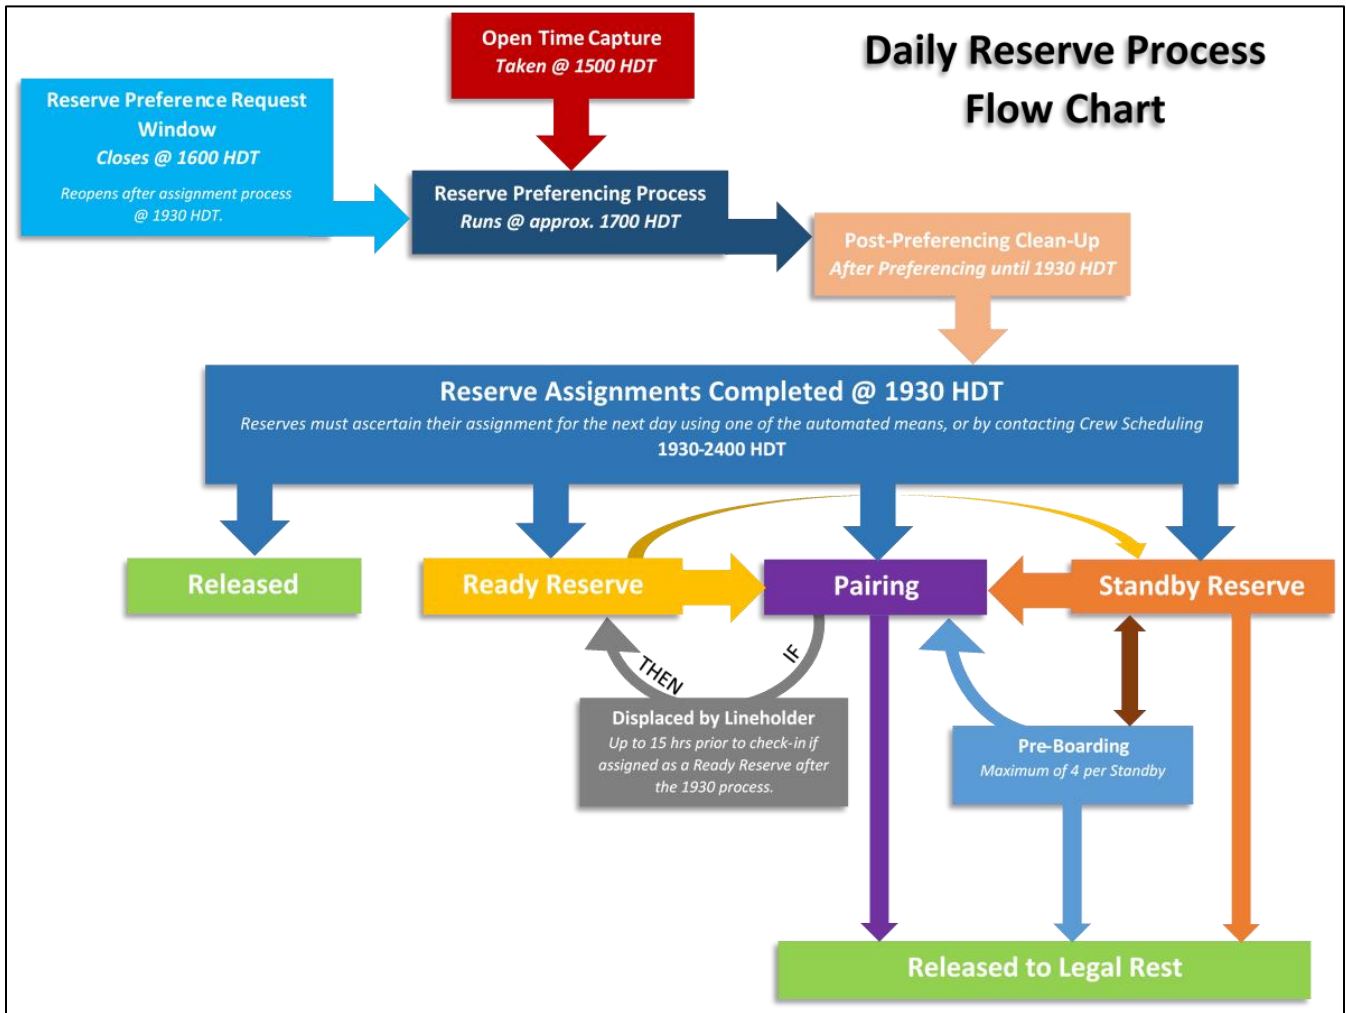 Daily Reserve Process
Flow Chart
Open Time Capture
Taken @ 1500 HDT
Reserve Preference Request
Window
Closes @ 1600 HDT
Reopens after assignment process
@ 1930 HDT.
Reserve Preferencing Process
Runs @ approx. 1700 HDT
Post-Preferencing Clean-Up
After Preferencing until 1930 HDT
Reserve Assignments Completed @ 1930 HDT
Reserves must ascertain their assignment for the next day using one of the automated means, or by contacting Crew Scheduling
1930-2400 HDT
Released
Ready Reserve
Pairing
Standby Reserve
IF
THEN
Displaced by Lineholder
Up to 15 hrs prior to check-in if
assigned as a Ready Reserve after
the 1930 process.
Pre-Boarding
Maximum of 4 per Standby
Released to Legal Rest